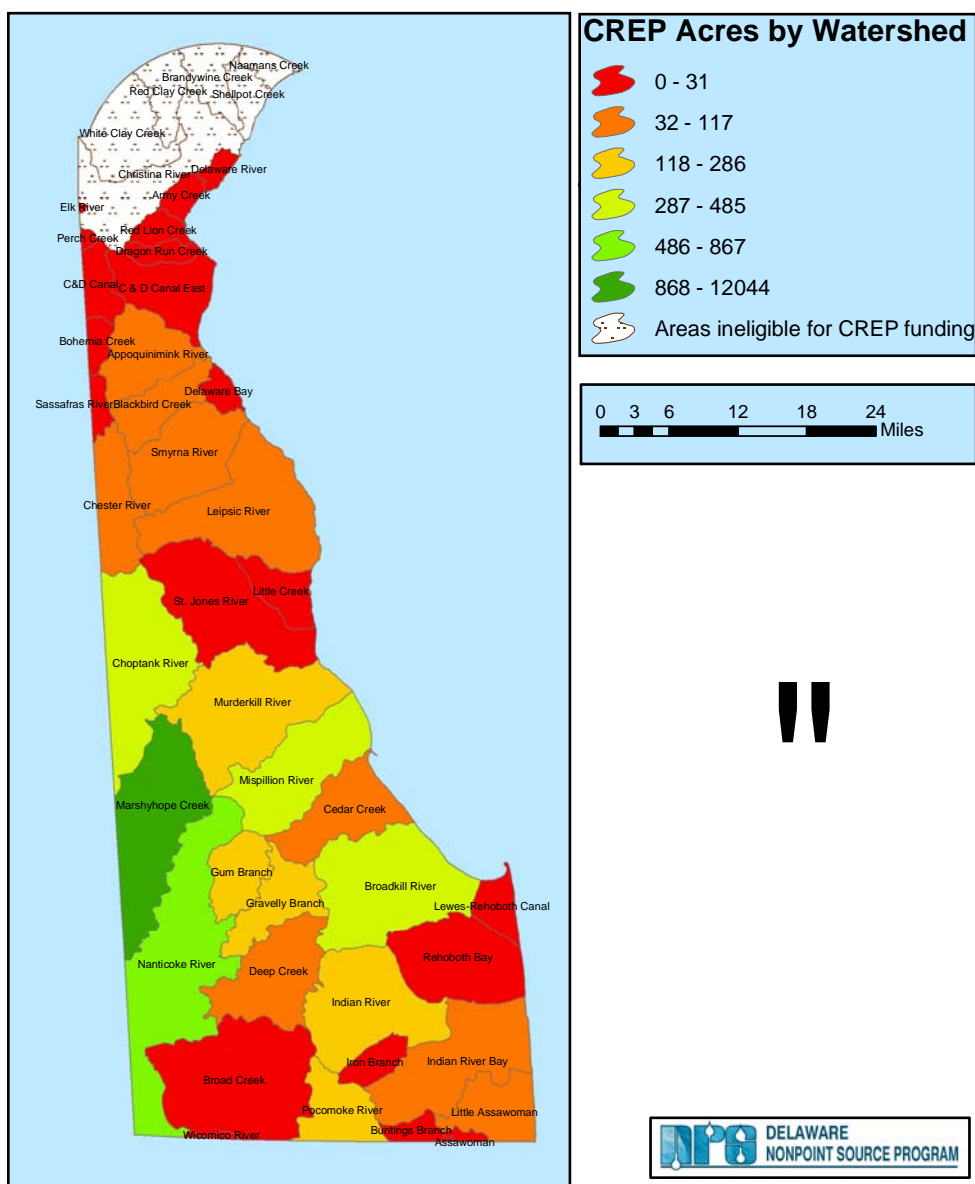 CREP Acres by Watershed
0 - 31
32 - 117
118 - 286
287 - 485
486 - 867
868 - 12044
Areas ineligible for CREP funding
0 3 6 12 18 24
Miles
"
Naamans Creek
Brandywine Creek
Red Clay Creek
Shellpot Creek
White Clay Creek
Delaware River
Christina River
Army Creek
Elk River
Red Lion Creek
Perch Creek
Dragon Run Creek
C&D Canal
C & D Canal East
Bohemia Creek
Appoquinimink River
Delaware Bay
Sassafras River
Blackbird Creek
Smyrna River
Chester River
Leipsic River
Little Creek
St. Jones River
Choptank River
Murderkill River
Mispillion River
Marshyhope Creek
Cedar Creek
Gum Branch
Broadkill River
Gravelly Branch
Lewes-Rehoboth Canal
Rehoboth Bay
Nanticoke River
Deep Creek
Indian River
Iron Branch
Indian River Bay
Broad Creek
Pocomoke River
Little Assawoman
Buntings Branch
Wicomico River
Assawoman
NPS
DELAWARE
NONPOINT SOURCE PROGRAM